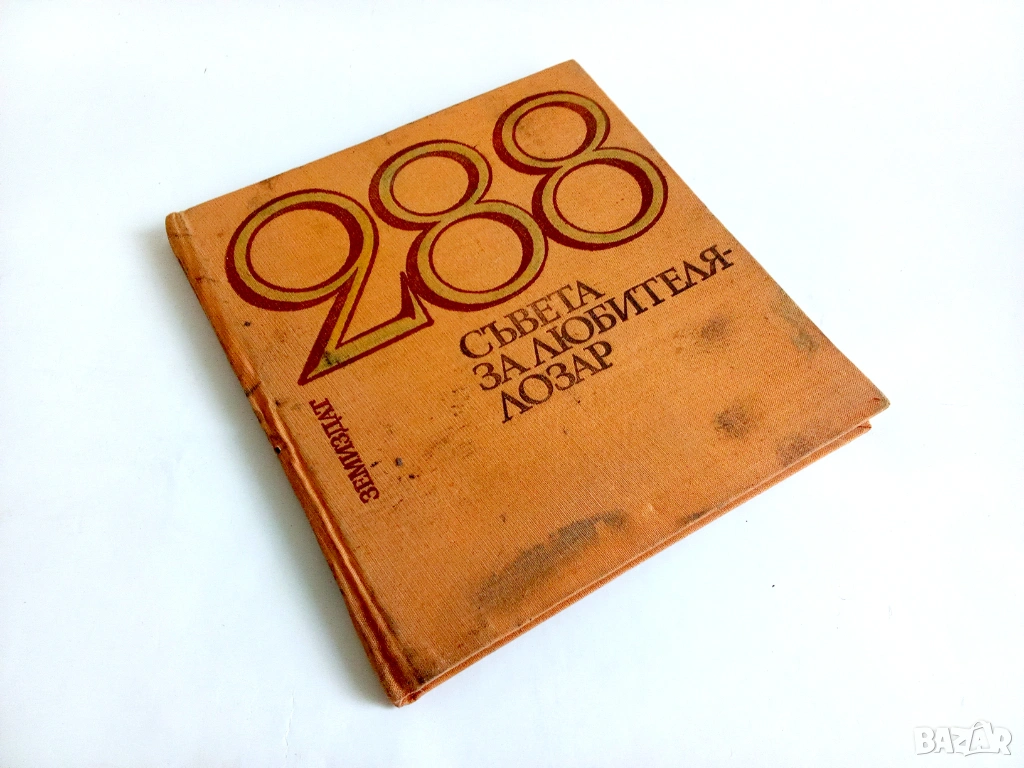 288
СЪВЕТА
ЗА ЛЮБИТЕЛЯ-
ЛОЗАР
ЗЕМИЗДАТ
BAZAR